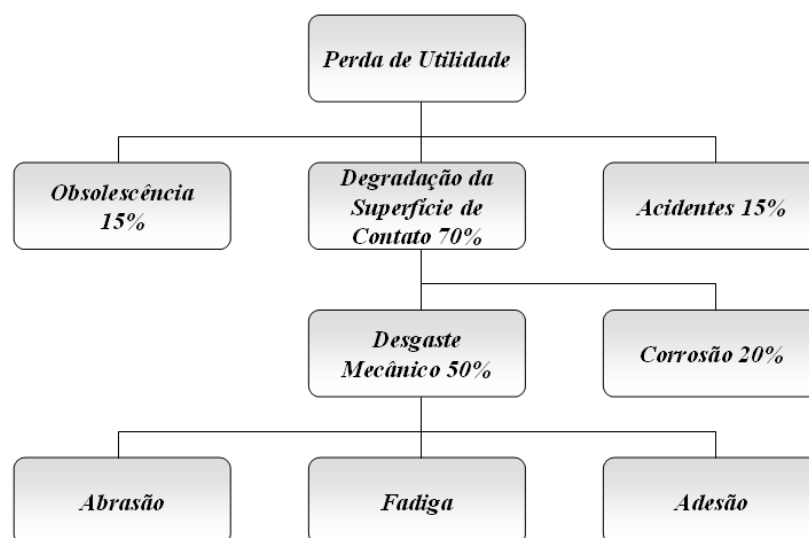 Perda de Utilidade
Obsolescência
15%
Degradação da
Superfície de
Contato 70%
Acidentes 15%
Desgaste
Mecânico 50%
Corrosão 20%
Abrasão
Fadiga
Adesão